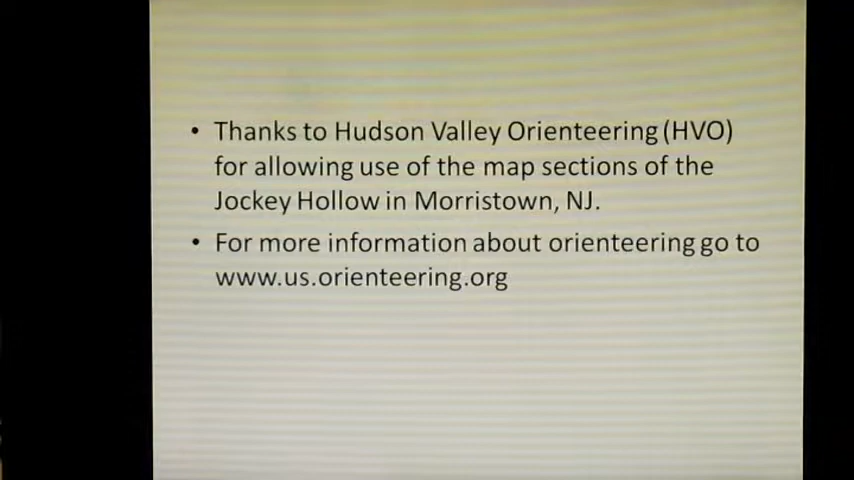 • Thanks to Hudson Valley Orienteering (HVO)
for allowing use of the map sections of the
Jockey Hollow in Morristown, NJ.
• For more information about orienteering go to
www.us.orienteering.org